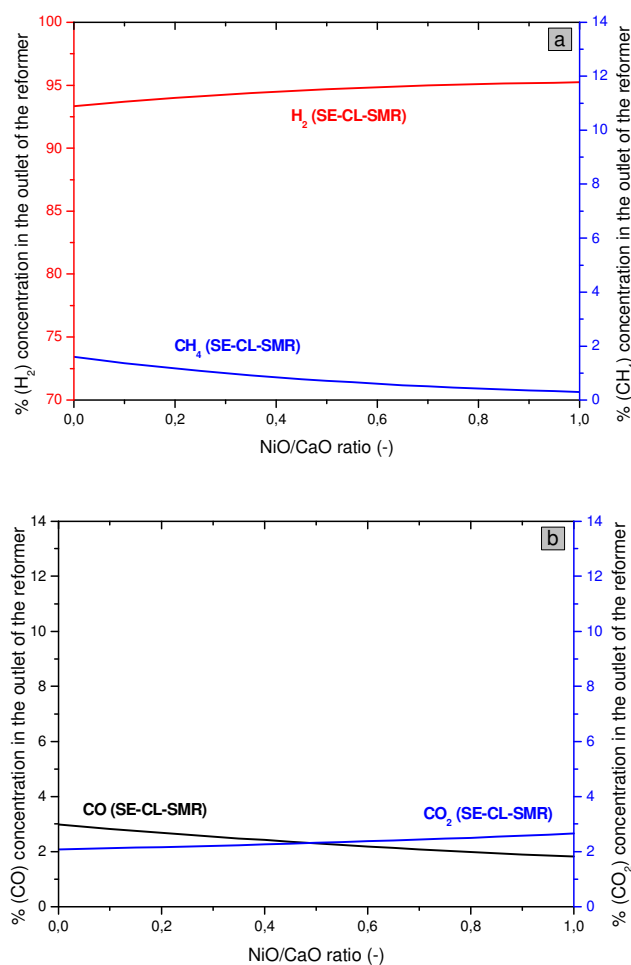 a
% (H₂) concentration in the outlet of the reformer
100
95
90
85
80
75
70
H₂ (SE-CL-SMR)
CH₄ (SE-CL-SMR)
14
12
10
8
6
4
2
0
% (CH₄) concentration in the outlet of the reformer
0,0 0,2 0,4 0,6 0,8 1,0
NiO/CaO ratio (-)
b
% (CO) concentration in the outlet of the reformer
14
12
10
8
6
4
2
0
CO (SE-CL-SMR)
CO₂ (SE-CL-SMR)
14
12
10
8
6
4
2
0
% (CO₂) concentration in the outlet of the reformer
0,0 0,2 0,4 0,6 0,8 1,0
NiO/CaO ratio (-)